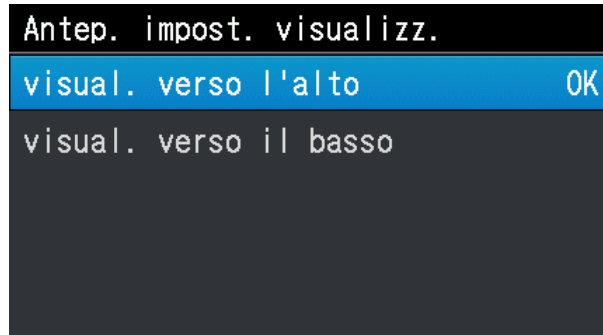 Antep. impost. visualizz.
visual. verso l'alto OK
visual. verso il basso